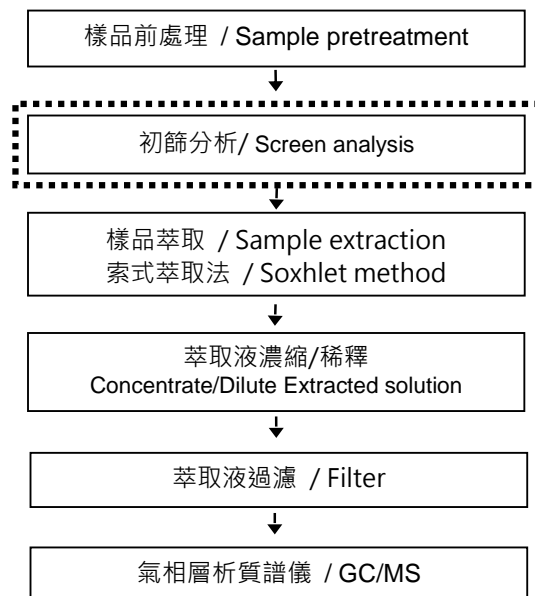 樣品前處理 / Sample pretreatment
初篩分析/ Screen analysis
樣品萃取 / Sample extraction
索式萃取法 / Soxhlet method
萃取液濃縮/稀釋
Concentrate/Dilute Extracted solution
萃取液過濾 / Filter
氣相層析質譜儀 / GC/MS